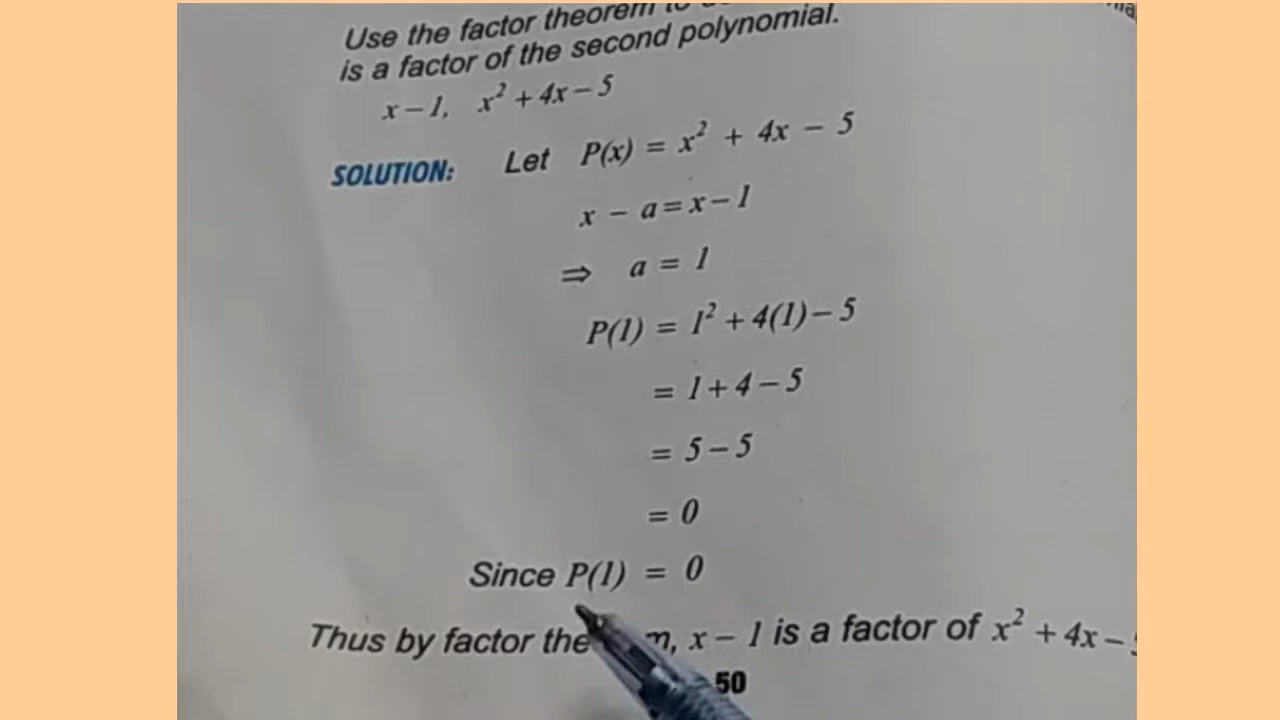 Use the factor theorem to
is a factor of the second polynomial.
x – 1, x² + 4x – 5
SOLUTION: Let P(x) = x² + 4x – 5
x – a = x – 1
⇒ a = 1
P(1) = 1² + 4(1) – 5
= 1 + 4 – 5
= 5 – 5
= 0
Since P(1) = 0
Thus by factor the m, x – 1 is a factor of x² + 4x –
50